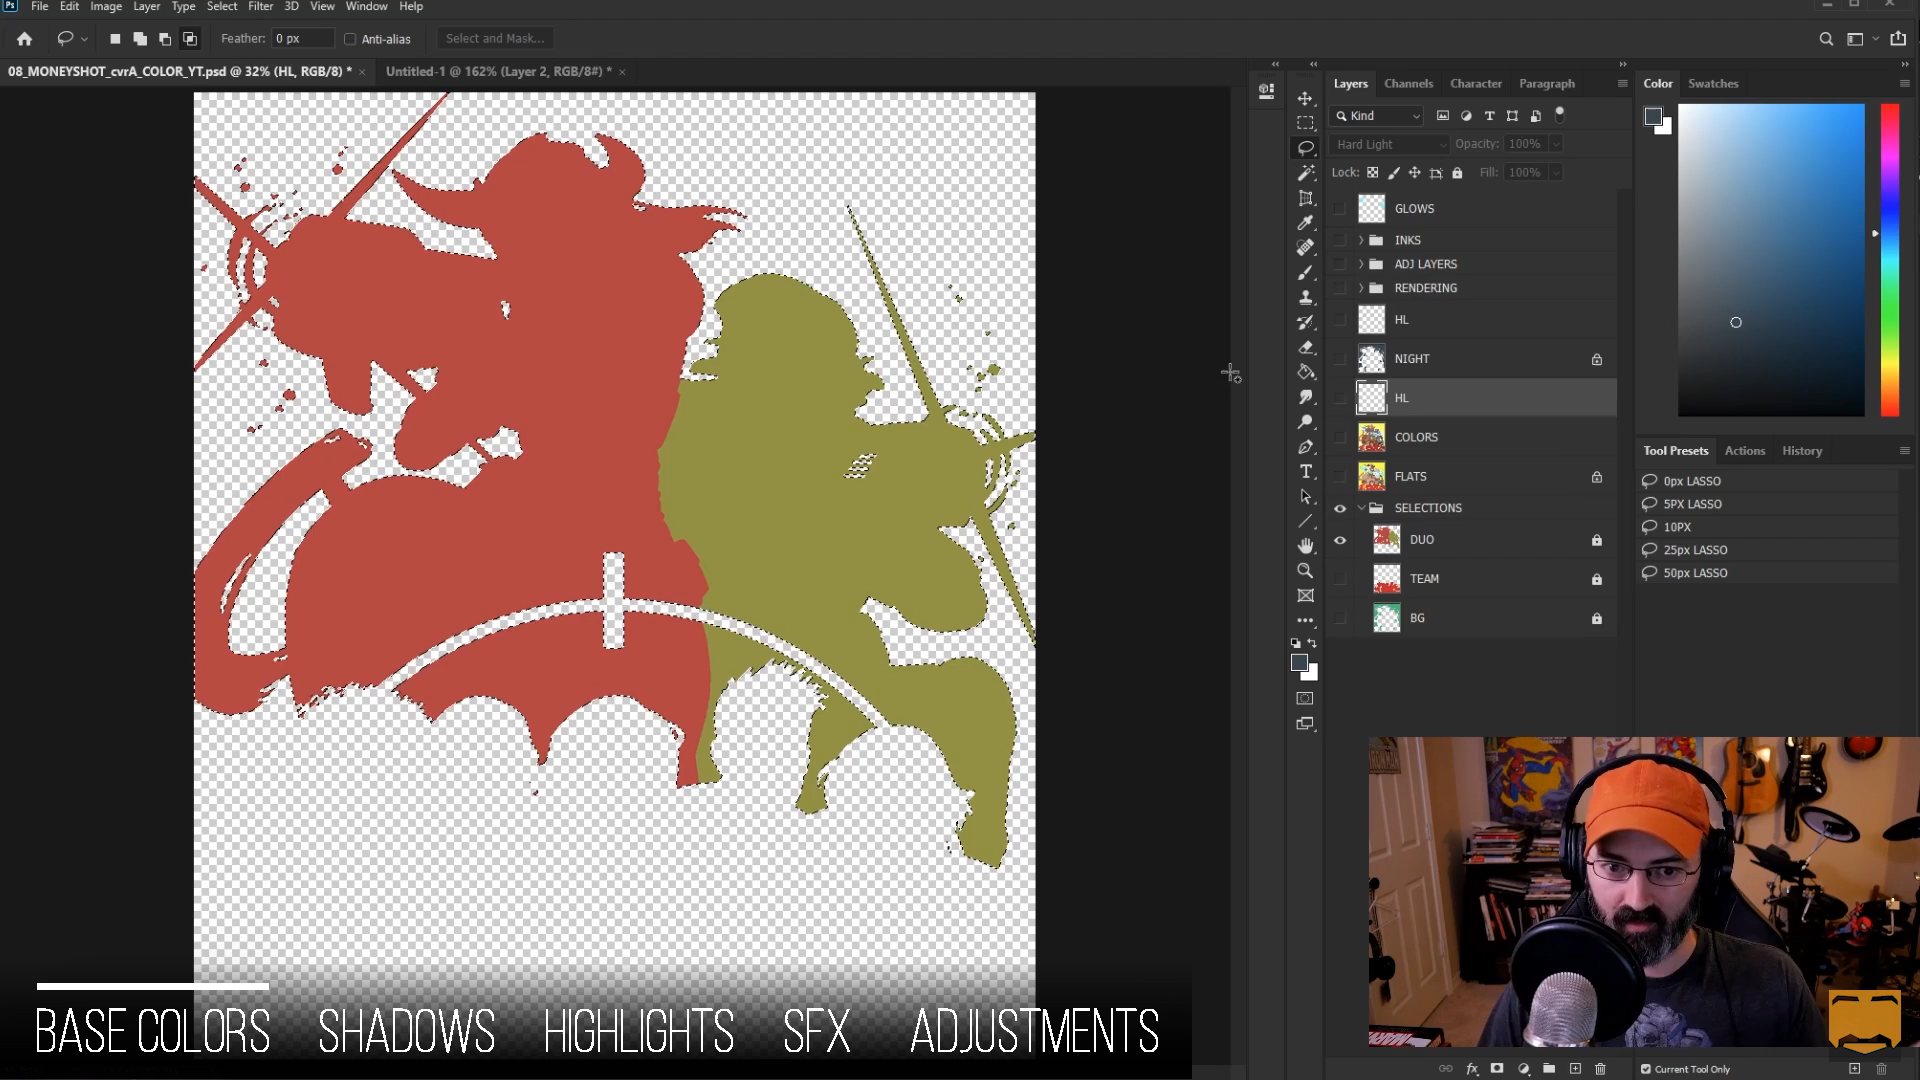 Ps File Edit Image Layer Type Select Filter 3D View Window Help
Feather: 0 px Anti-alias Select and Mask...
08_MONEYSHOT_cvrA_COLOR_YT.psd @ 32% (HL, RGB/8) * ×
Untitled-1 @ 162% (Layer 2, RGB/8#) * ×
Layers Channels Character Paragraph
Kind
Hard Light Opacity: 100%
Lock: Fill: 100%
GLOWS
INKS
ADJ LAYERS
RENDERING
HL
NIGHT
HL
COLORS
FLATS
SELECTIONS
DUO
TEAM
BG
Color Swatches
Tool Presets Actions History
0px LASSO
5PX LASSO
10PX
25px LASSO
50px LASSO
Current Tool Only
BASE COLORS SHADOWS HIGHLIGHTS SFX ADJUSTMENTS